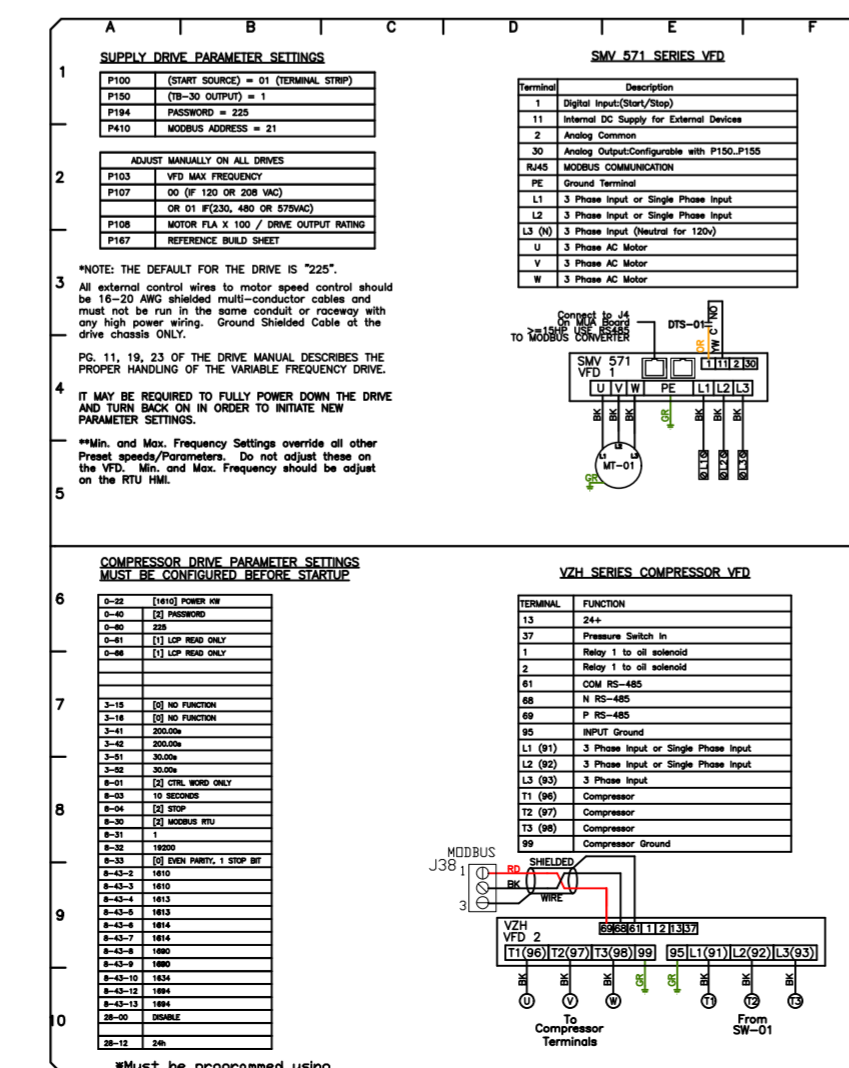 A B C D E F
1
2
3
4
5
6
7
8
9
10
SUPPLY DRIVE PARAMETER SETTINGS
P100 (START SOURCE) = 01 (TERMINAL STRIP)
P150 (TB-30 OUTPUT) = 1
P194 PASSWORD = 225
P410 MODBUS ADDRESS = 21
ADJUST MANUALLY ON ALL DRIVES
P103 VFD MAX FREQUENCY
P107 00 (IF 120 OR 208 VAC)
OR 01 IF(230, 480 OR 575VAC)
P108 MOTOR FLA X 100 / DRIVE OUTPUT RATING
P167 REFERENCE BUILD SHEET
*NOTE: THE DEFAULT FOR THE DRIVE IS "225".
All external control wires to motor speed control should
be 16-20 AWG shielded multi-conductor cables and
must not be run in the same conduit or raceway with
any high power wiring. Ground Shielded Cable at the
drive chassis ONLY.
PG. 11, 19, 23 OF THE DRIVE MANUAL DESCRIBES THE
PROPER HANDLING OF THE VARIABLE FREQUENCY DRIVE.
IT MAY BE REQUIRED TO FULLY POWER DOWN THE DRIVE
AND TURN BACK ON IN ORDER TO INITIATE NEW
PARAMETER SETTINGS.
**Min. and Max. Frequency Settings override all other
Preset speeds/Parameters. Do not adjust these on
the VFD. Min. and Max. Frequency should be adjust
on the RTU HMI.
SMV 571 SERIES VFD
Terminal Description
1 Digital Input:(Start/Stop)
11 Internal DC Supply for External Devices
2 Analog Common
30 Analog Output:Configurable with P150..P155
RJ45 MODBUS COMMUNICATION
PE Ground Terminal
L1 3 Phase Input or Single Phase Input
L2 3 Phase Input or Single Phase Input
L3 (N) 3 Phase Input (Neutral for 120v)
U 3 Phase AC Motor
V 3 Phase AC Motor
W 3 Phase AC Motor
Connect to J4
On MUA Board
>=15HP USE RS485
TO MODBUS CONVERTER
DTS-01
C NO
OR YW
SMV 571
VFD 1
1 11 2 30
U V W PE L1 L2 L3
BK BK BK GR BK BK BK
L1 L2 L3
MT-01
GR
ØL1Ø ØL2Ø ØL3Ø
COMPRESSOR DRIVE PARAMETER SETTINGS
MUST BE CONFIGURED BEFORE STARTUP
0-22 [1610] POWER KW
0-40 [2] PASSWORD
0-60 225
0-61 [1] LCP READ ONLY
0-66 [1] LCP READ ONLY
3-15 [0] NO FUNCTION
3-16 [0] NO FUNCTION
3-41 200.00s
3-42 200.00s
3-51 30.00s
3-52 30.00s
8-01 [2] CTRL WORD ONLY
8-03 10 SECONDS
8-04 [2] STOP
8-30 [2] MODBUS RTU
8-31 1
8-32 19200
8-33 [0] EVEN PARITY, 1 STOP BIT
8-43-2 1610
8-43-3 1610
8-43-4 1613
8-43-5 1613
8-43-6 1614
8-43-7 1614
8-43-8 1690
8-43-9 1690
8-43-10 1634
8-43-12 1694
8-43-13 1694
28-00 DISABLE
28-12 24h
*Must be programmed using
VZH SERIES COMPRESSOR VFD
TERMINAL FUNCTION
13 24+
37 Pressure Switch In
1 Relay 1 to oil solenoid
2 Relay 1 to oil solenoid
61 COM RS-485
68 N RS-485
69 P RS-485
95 INPUT Ground
L1 (91) 3 Phase Input or Single Phase Input
L2 (92) 3 Phase Input or Single Phase Input
L3 (93) 3 Phase Input
T1 (96) Compressor
T2 (97) Compressor
T3 (98) Compressor
99 Compressor Ground
MODBUS
J38 1
3
RD
BK
SHIELDED
WIRE
VZH
VFD 2
69 68 61 1 2 13 37
T1(96) T2(97) T3(98) 99 95 L1(91) L2(92) L3(93)
BK BK BK GR GR BK BK BK
U V W T1 T2 T3
To
Compressor
Terminals
From
SW-01